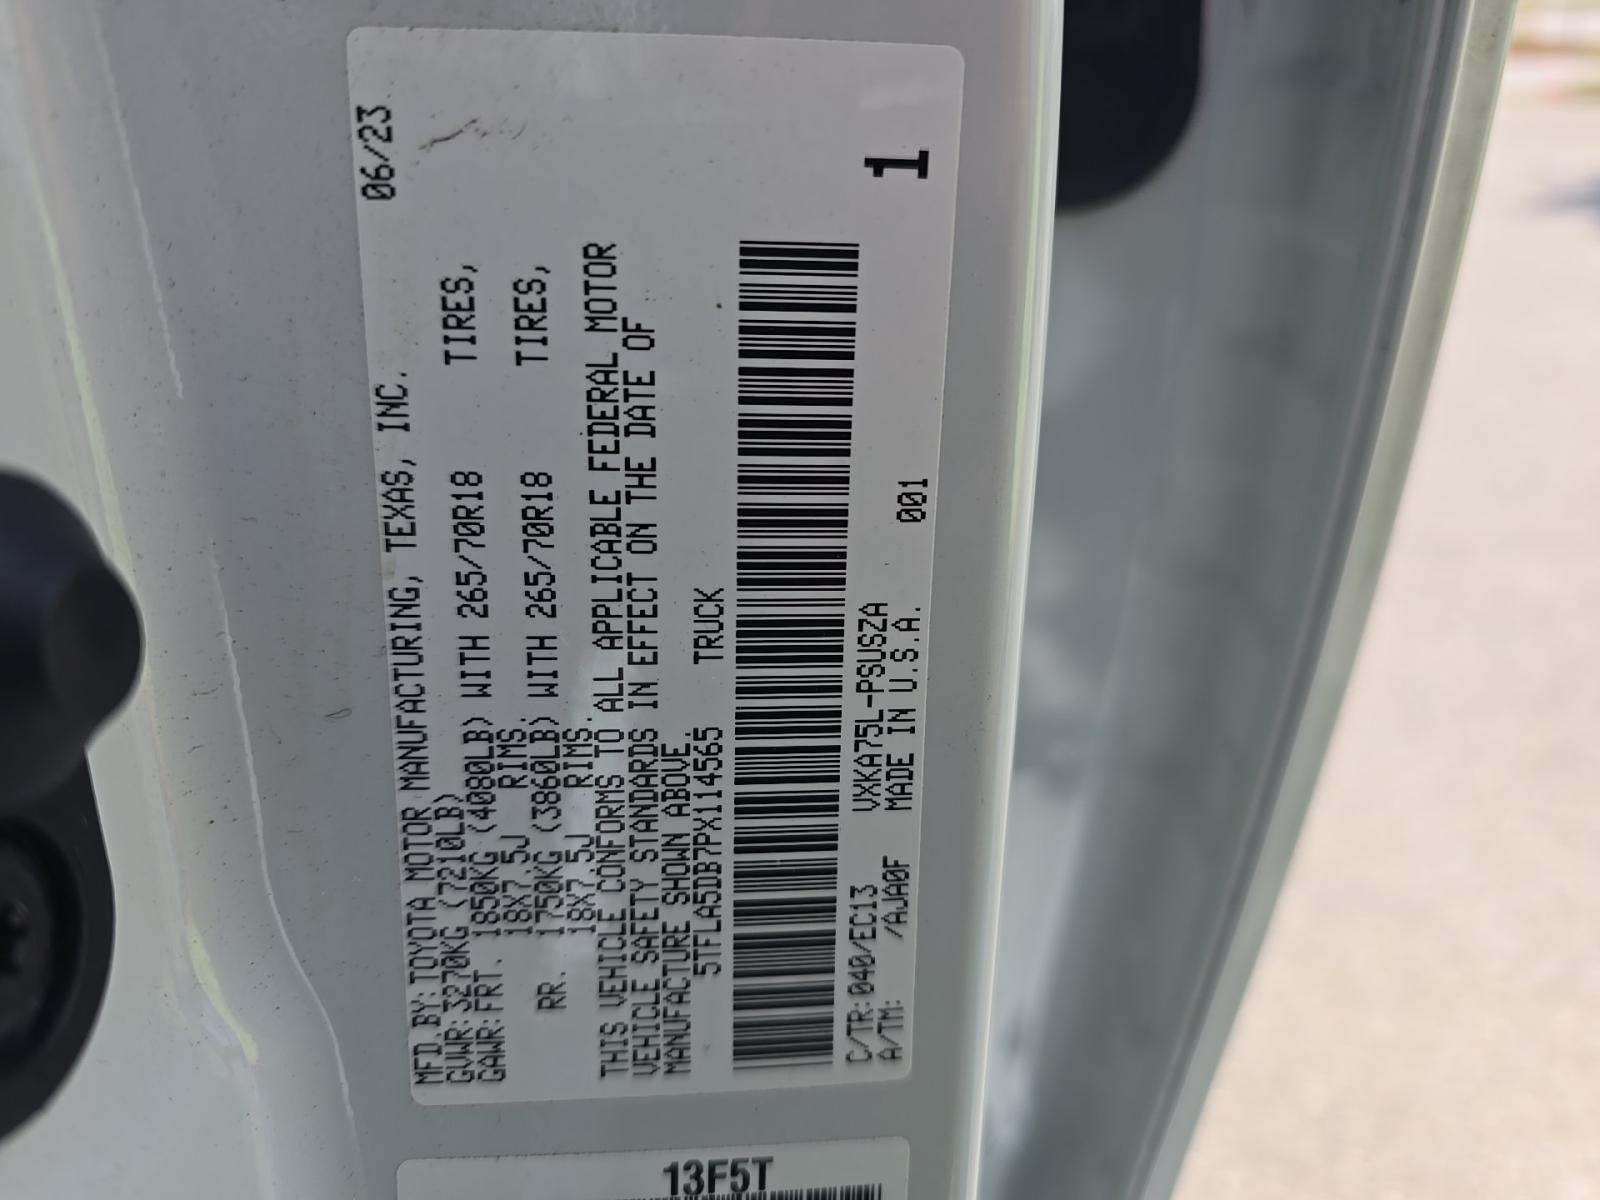 MFD.BY:TOYOTA MOTOR MANUFACTURING, TEXAS, INC. 06/23
GVWR:3270KG (7210LB)
GAWR:FRT. 1850KG (4080LB) WITH 265/70R18 TIRES,
18X7.5J RIMS.
RR. 1750KG (3860LB) WITH 265/70R18 TIRES,
18X7.5J RIMS.
THIS VEHICLE CONFORMS TO ALL APPLICABLE FEDERAL MOTOR
VEHICLE SAFETY STANDARDS IN EFFECT ON THE DATE OF
MANUFACTURE SHOWN ABOVE.
5TFLA5DB7PX114565 TRUCK
C/TR:040/EC13 VXKA75L-PSUSZA
A/TM: /AJA0F MADE IN U.S.A. 001
1
13F5T